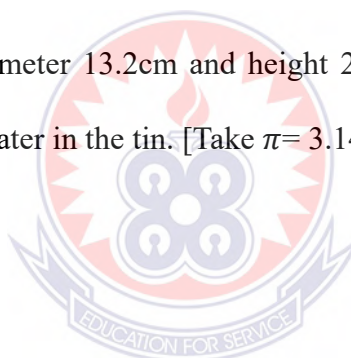 meter 13.2cm and height 2
ater in the tin. [Take π= 3.14
EDUCATION FOR SERVICE